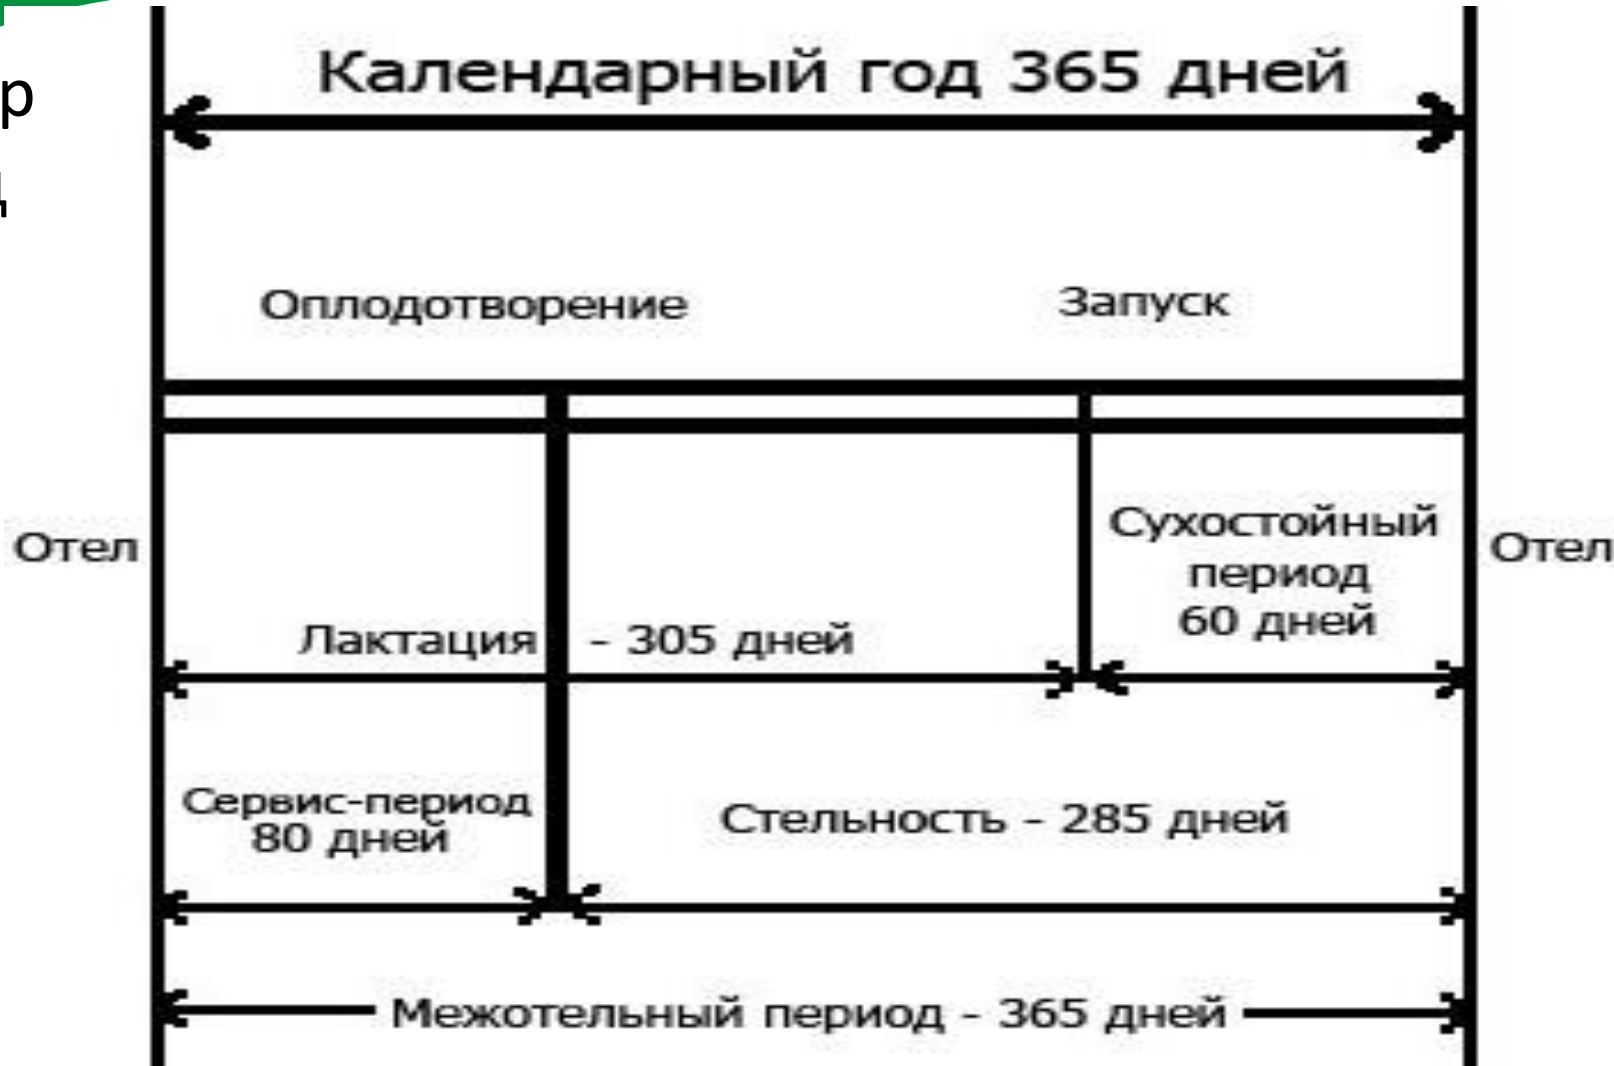 Календарный год 365 дней
р
Оплодотворение
Запуск
Сухостойный
период
60 дней
Отел
Отел
Лактация - 305 дней
Сервис-период
80 дней
Стельность - 285 дней
Межотельный период - 365 дней